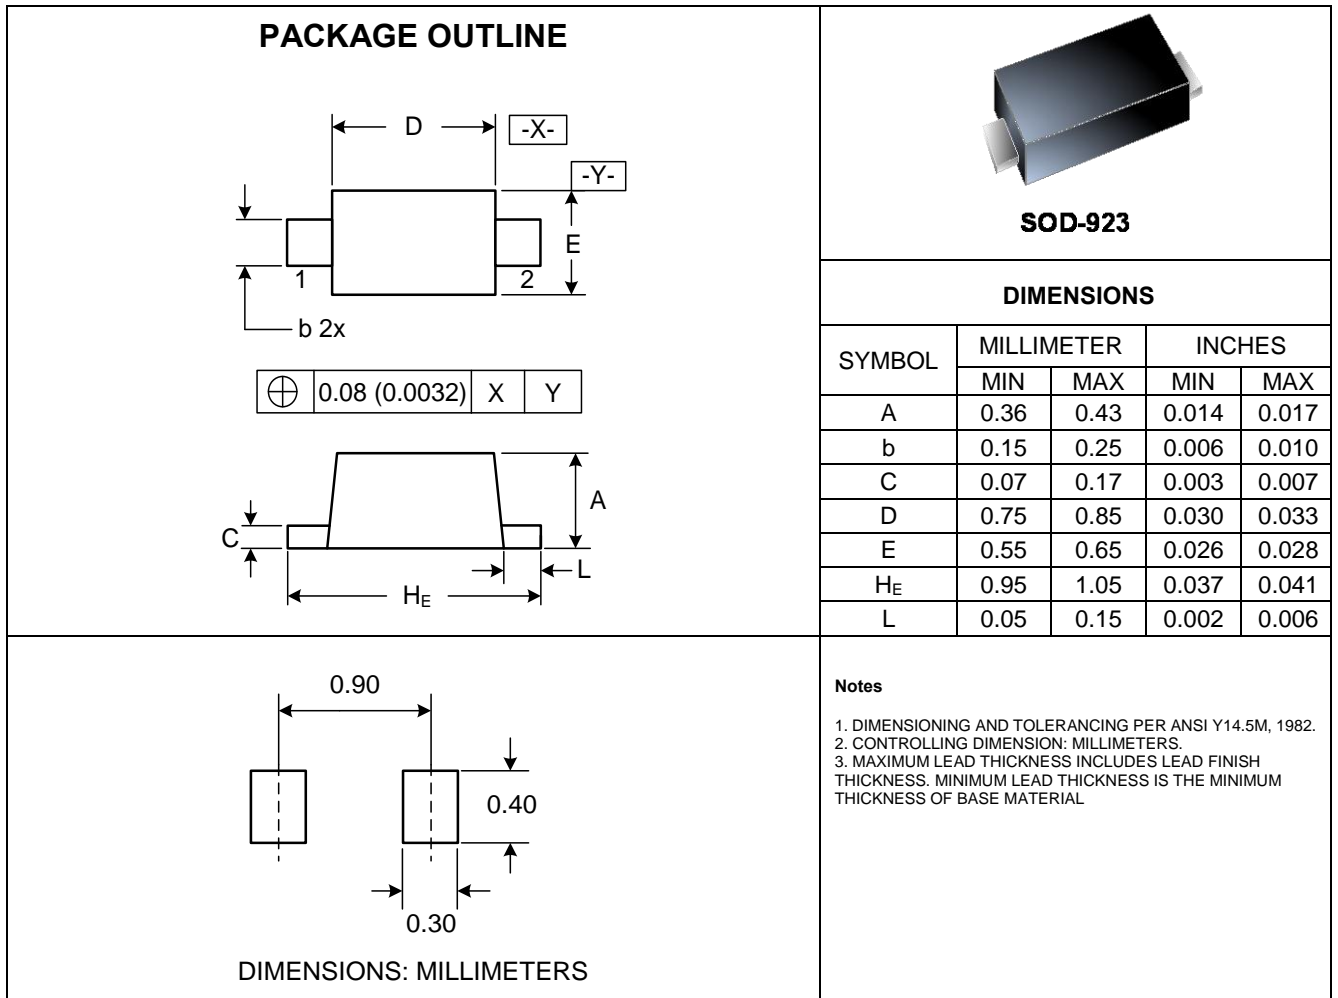 PACKAGE OUTLINE
D
-X-
-Y-
E
1
2
b 2x
0.08 (0.0032) X Y
A
C
L
HE
SOD-923
DIMENSIONS
SYMBOL MILLIMETER INCHES
MIN MAX MIN MAX
A 0.36 0.43 0.014 0.017
b 0.15 0.25 0.006 0.010
C 0.07 0.17 0.003 0.007
D 0.75 0.85 0.030 0.033
E 0.55 0.65 0.026 0.028
HE 0.95 1.05 0.037 0.041
L 0.05 0.15 0.002 0.006
0.90
0.40
0.30
DIMENSIONS: MILLIMETERS
Notes
1. DIMENSIONING AND TOLERANCING PER ANSI Y14.5M, 1982.
2. CONTROLLING DIMENSION: MILLIMETERS.
3. MAXIMUM LEAD THICKNESS INCLUDES LEAD FINISH
THICKNESS. MINIMUM LEAD THICKNESS IS THE MINIMUM
THICKNESS OF BASE MATERIAL